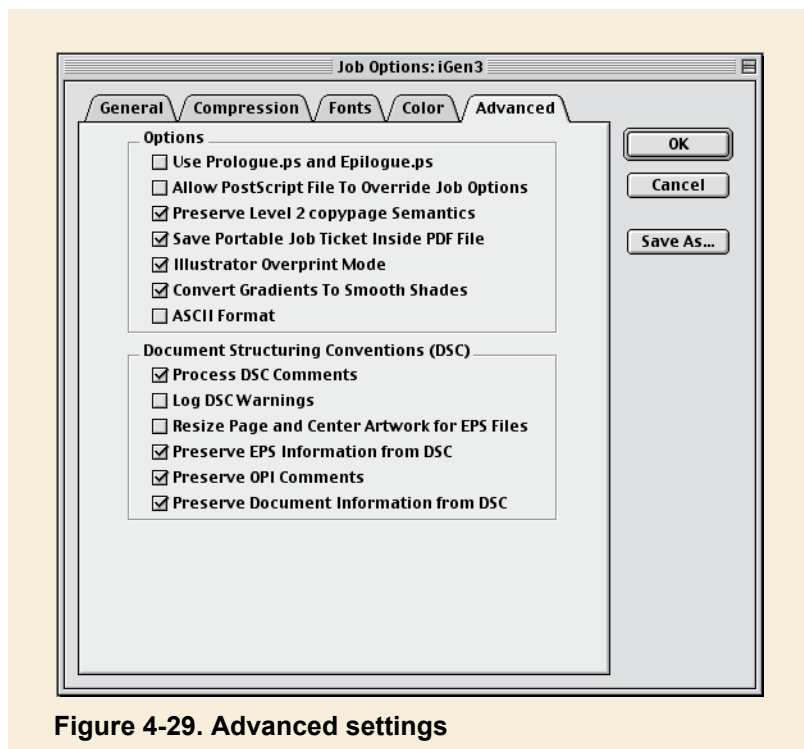 Job Options: iGen3
General
Compression
Fonts
Color
Advanced
Options
Use Prologue.ps and Epilogue.ps
Allow PostScript File To Override Job Options
Preserve Level 2 copypage Semantics
Save Portable Job Ticket Inside PDF File
Illustrator Overprint Mode
Convert Gradients To Smooth Shades
ASCII Format
Document Structuring Conventions (DSC)
Process DSC Comments
Log DSC Warnings
Resize Page and Center Artwork for EPS Files
Preserve EPS Information from DSC
Preserve OPI Comments
Preserve Document Information from DSC
OK
Cancel
Save As...
Figure 4-29. Advanced settings